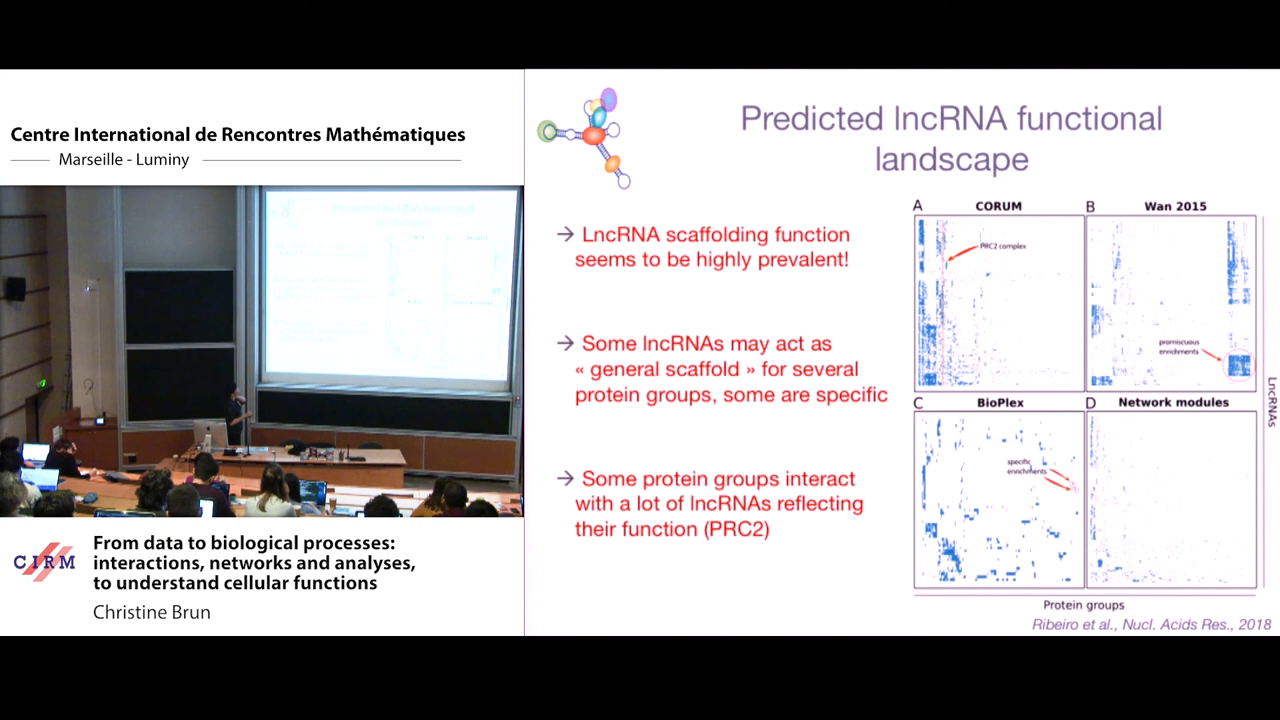 Centre International de Rencontres Mathématiques
Marseille - Luminy
CIRM
From data to biological processes:
interactions, networks and analyses,
to understand cellular functions
Christine Brun
Predicted lncRNA functional
landscape
→ LncRNA scaffolding function
seems to be highly prevalent!
→ Some lncRNAs may act as
« general scaffold » for several
protein groups, some are specific
→ Some protein groups interact
with a lot of lncRNAs reflecting
their function (PRC2)
A CORUM
PRC2 complex
B Wan 2015
promiscuous
enrichments
C BioPlex
specific
enrichments
D Network modules
LncRNAs
Protein groups
Ribeiro et al., Nucl. Acids Res., 2018